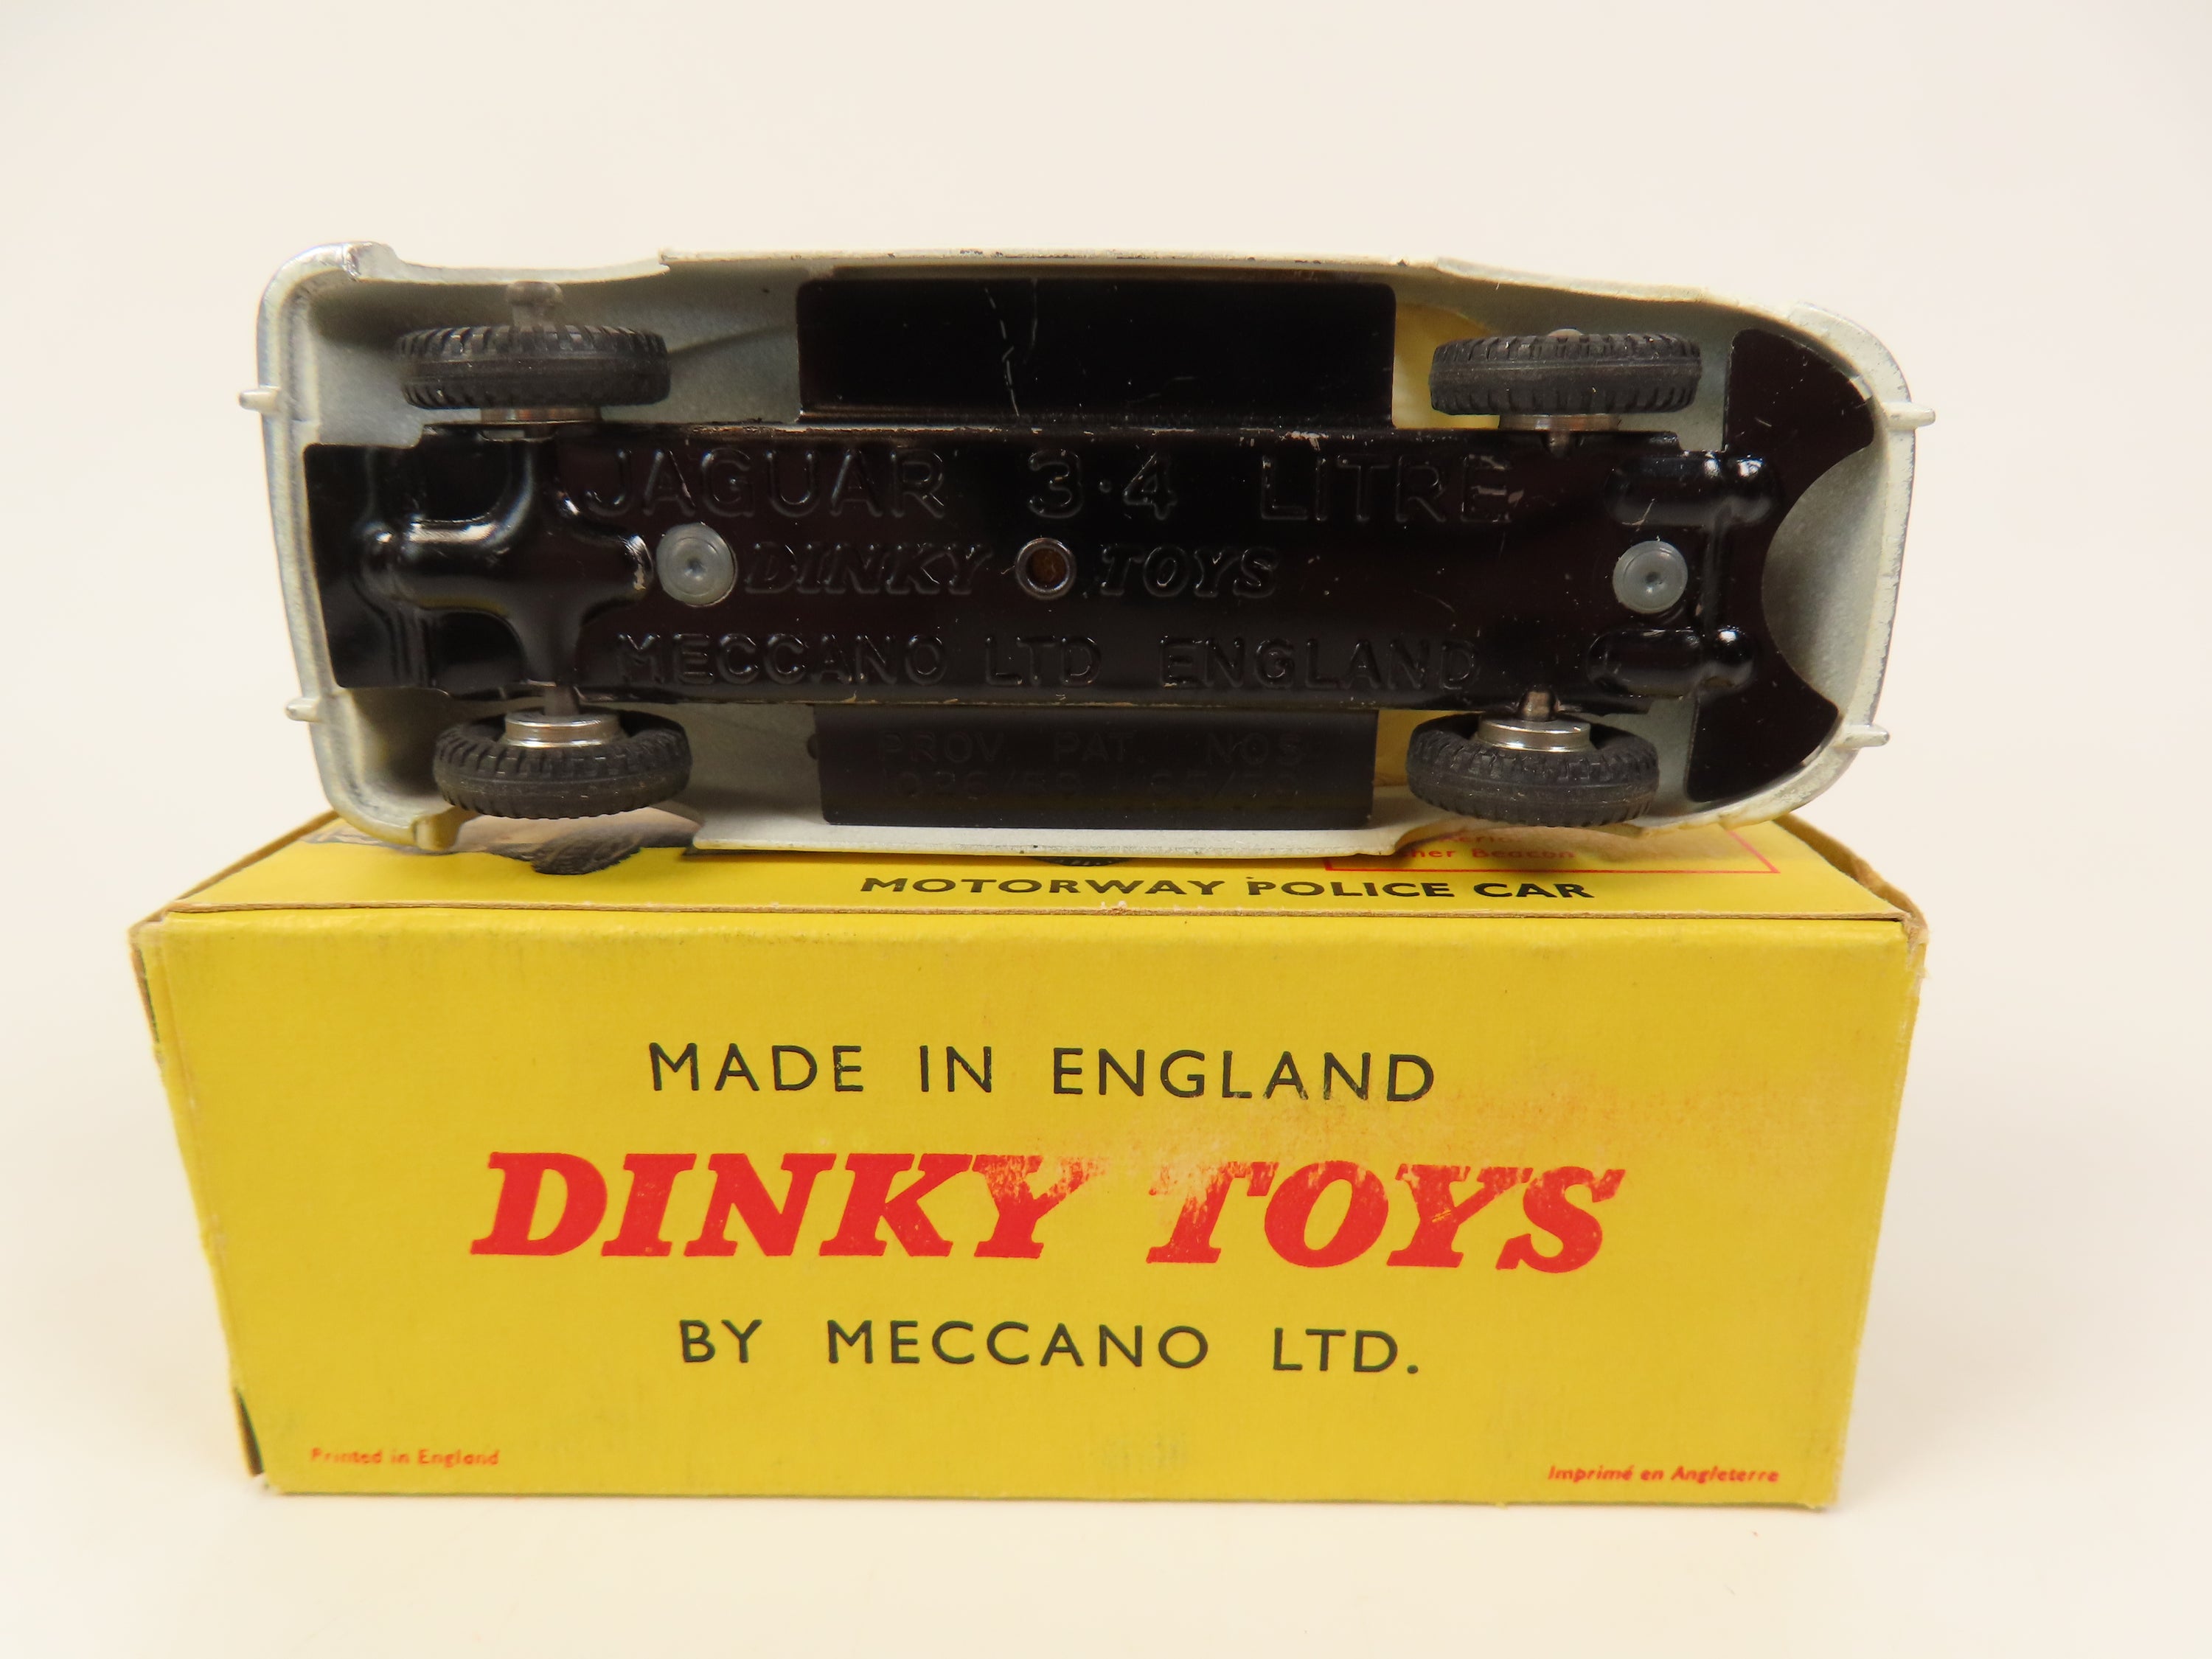 JAGUAR 3·4 LITRE
DINKY TOYS
MECCANO LTD ENGLAND
PROV PAT. NOS
Beacon
MOTORWAY POLICE CAR
MADE IN ENGLAND
DINKY TOYS
BY MECCANO LTD.
Printed in England
Imprimé en Angleterre